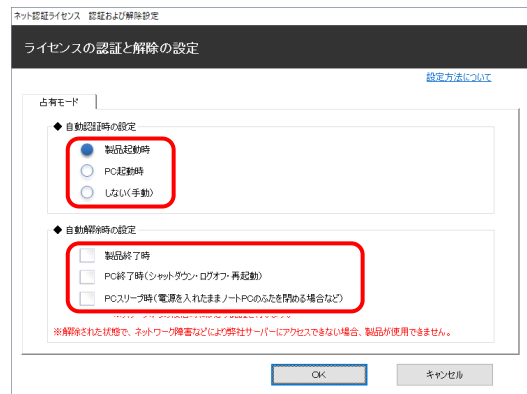 ネット認証ライセンス 認証および解除設定
ライセンスの認証と解除の設定
設定方法について
占有モード
◆ 自動認証時の設定
製品起動時
PC起動時
しない(手動)
◆ 自動解除時の設定
製品終了時
PC終了時(シャットダウン・ログオフ・再起動)
PCスリープ時(電源を入れたままノートPCのふたを閉める場合など)
※解除された状態で、ネットワーク障害などにより弊社サーバーにアクセスできない場合、製品が使用できません。
OK
キャンセル